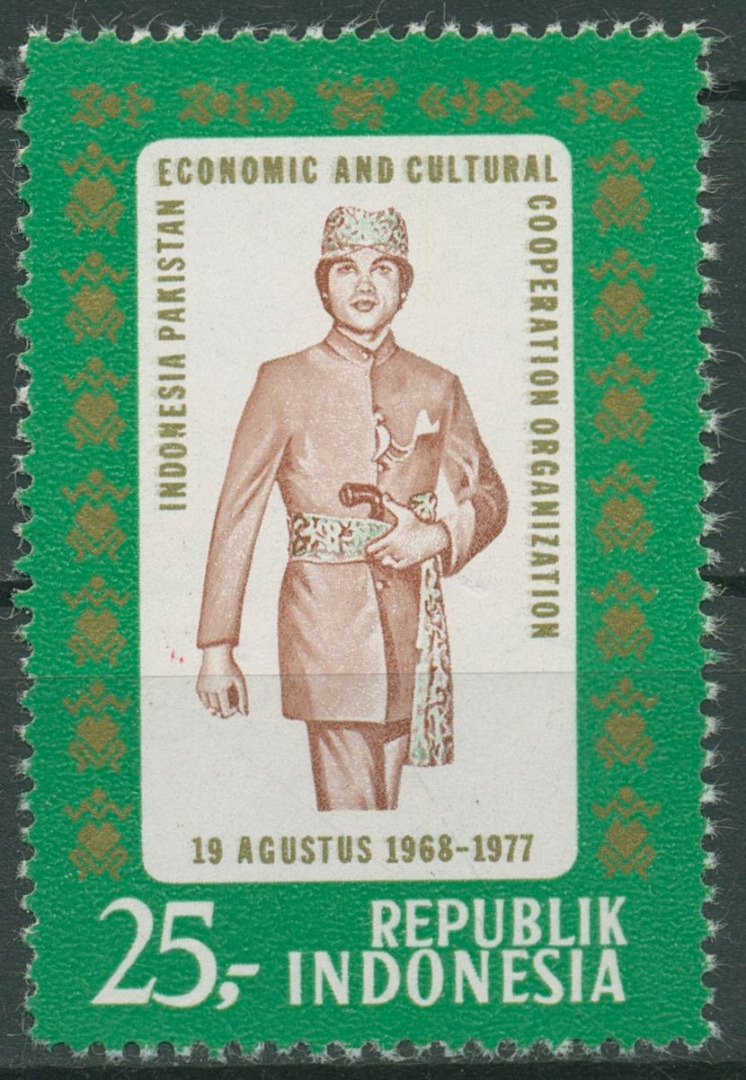 INDONESIA PAKISTAN
ECONOMIC AND CULTURAL
COOPERATION ORGANIZATION
19 AGUSTUS 1968-1977
25,-
REPUBLIK
INDONESIA